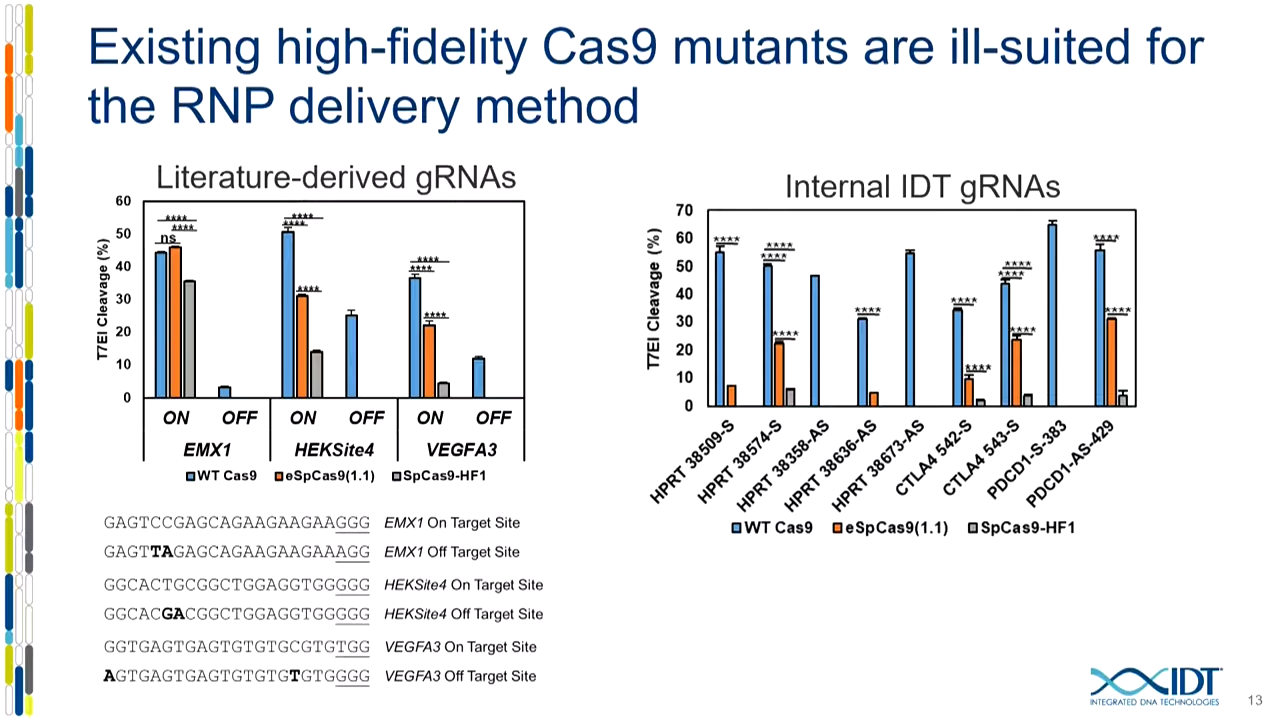 Existing high-fidelity Cas9 mutants are ill-suited for
the RNP delivery method
Literature-derived gRNAs
60
50
40
30
20
10
0
T7EI Cleavage (%)
****
****
ns
****
****
****
****
****
****
ON OFF ON OFF ON OFF
EMX1 HEKSite4 VEGFA3
WT Cas9 eSpCas9(1.1) SpCas9-HF1
GAGTCCGAGCAGAAGAAGAAGGG EMX1 On Target Site
GAGTTAGAGCAGAAGAAGAAAGG EMX1 Off Target Site
GGCACTGCGGCTGGAGGTGGGGG HEKSite4 On Target Site
GGCACGACGGCTGGAGGTGGGGG HEKSite4 Off Target Site
GGTGAGTGAGTGTGTGCGTGTGG VEGFA3 On Target Site
AGTGAGTGAGTGTGTGTGTGGGG VEGFA3 Off Target Site
Internal IDT gRNAs
70
60
50
40
30
20
10
0
T7EI Cleavage (%)
****
****
****
****
****
****
****
****
****
****
****
****
HPRT 38509-S
HPRT 38574-S
HPRT 38358-AS
HPRT 38636-AS
HPRT 38673-AS
CTLA4 542-S
CTLA4 543-S
PDCD1-S-383
PDCD1-AS-429
WT Cas9 eSpCas9(1.1) SpCas9-HF1
IDT
INTEGRATED DNA TECHNOLOGIES
13